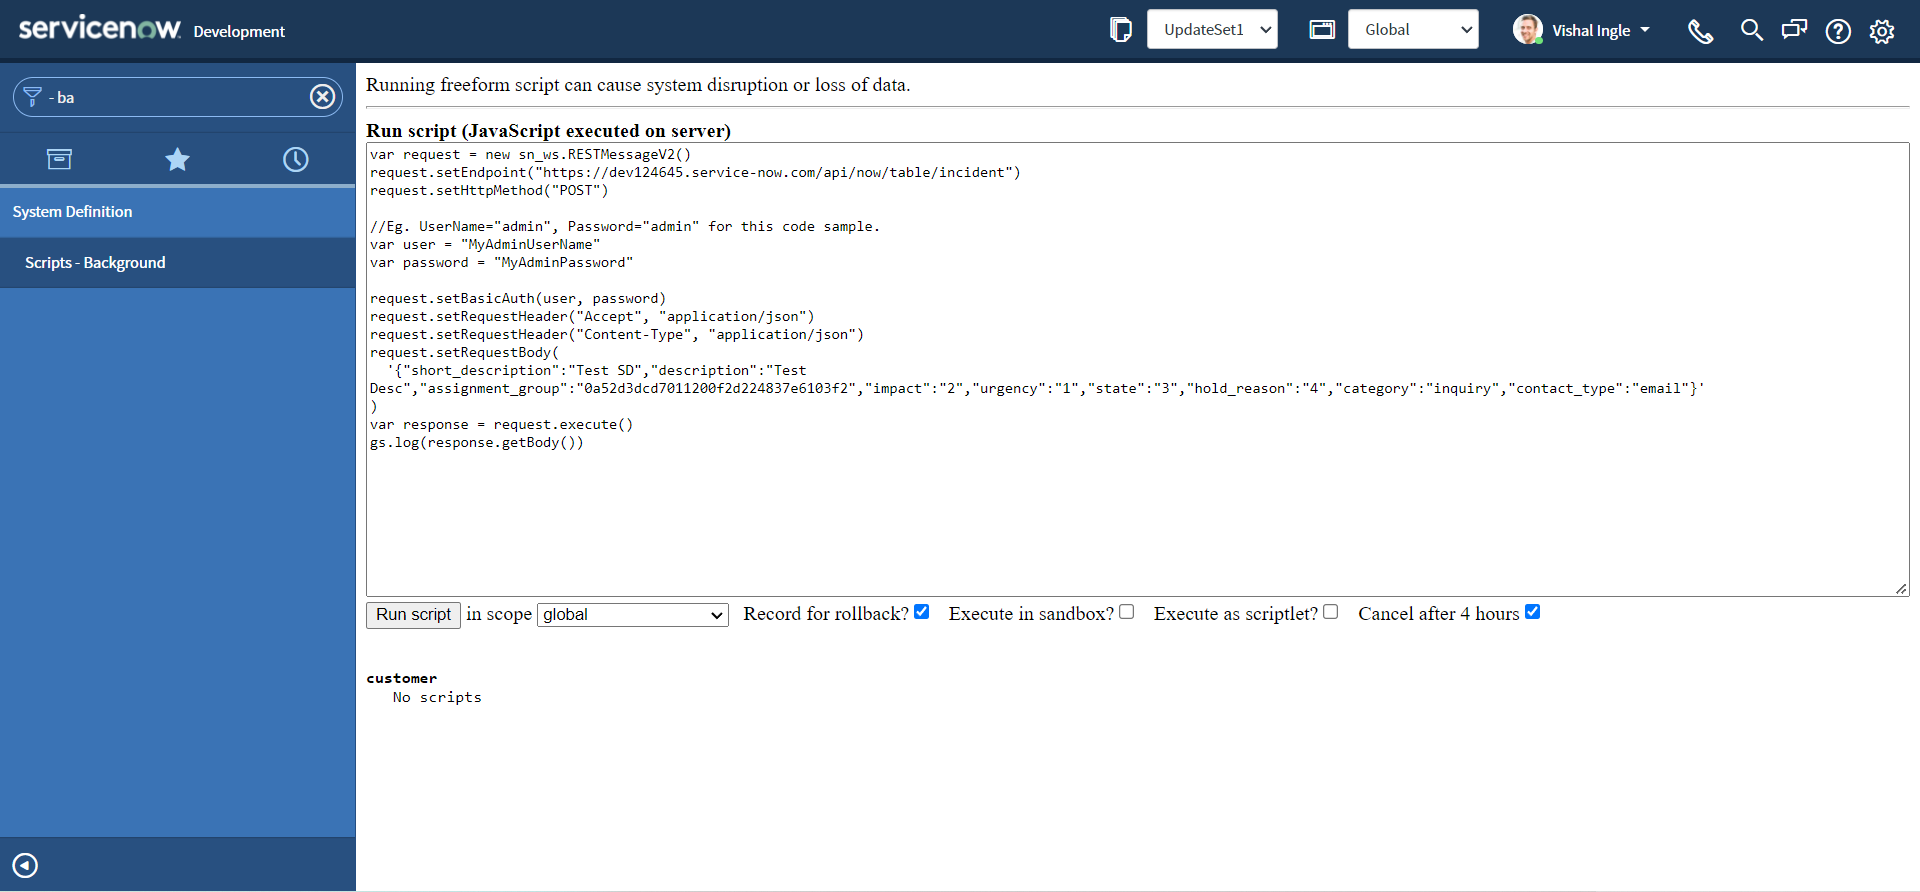 servicenow. Development
UpdateSet1
Global
Vishal Ingle
- ba
System Definition
Scripts - Background
Running freeform script can cause system disruption or loss of data.
Run script (JavaScript executed on server)
var request = new sn_ws.RESTMessageV2()
request.setEndpoint("https://dev124645.service-now.com/api/now/table/incident")
request.setHttpMethod("POST")
//Eg. UserName="admin", Password="admin" for this code sample.
var user = "MyAdminUserName"
var password = "MyAdminPassword"
request.setBasicAuth(user, password)
request.setRequestHeader("Accept", "application/json")
request.setRequestHeader("Content-Type", "application/json")
request.setRequestBody(
'{"short_description":"Test SD","description":"Test
Desc","assignment_group":"0a52d3dcd7011200f2d224837e6103f2","impact":"2","urgency":"1","state":"3","hold_reason":"4","category":"inquiry","contact_type":"email"}'
)
var response = request.execute()
gs.log(response.getBody())
Run script in scope global Record for rollback? Execute in sandbox? Execute as scriptlet? Cancel after 4 hours
customer
No scripts